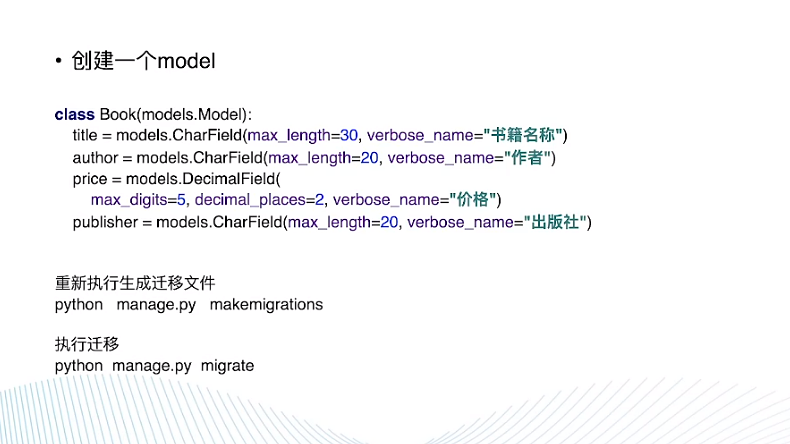 • 创建一个model
class Book(models.Model):
title = models.CharField(max_length=30, verbose_name="书籍名称")
author = models.CharField(max_length=20, verbose_name="作者")
price = models.DecimalField(
max_digits=5, decimal_places=2, verbose_name="价格")
publisher = models.CharField(max_length=20, verbose_name="出版社")
重新执行生成迁移文件
python manage.py makemigrations
执行迁移
python manage.py migrate